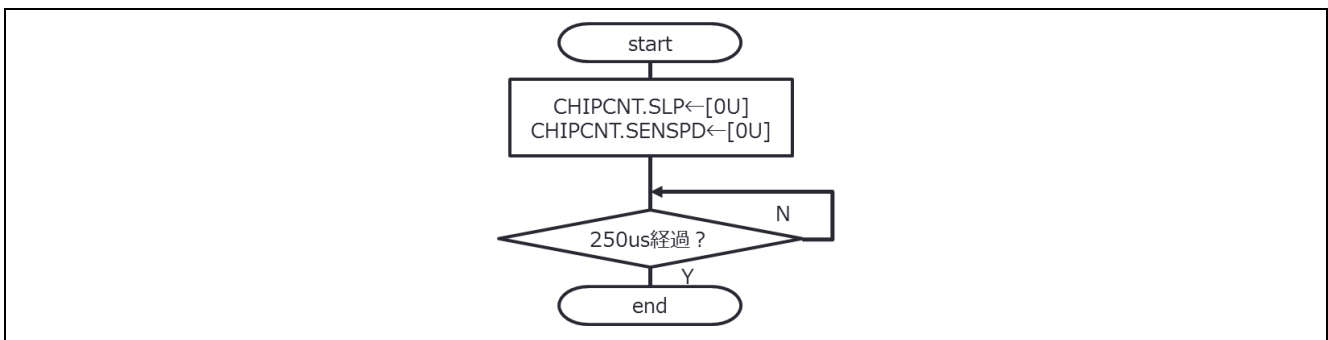 start
CHIPCNT.SLP←[0U]
CHIPCNT.SENSPD←[0U]
N
250us経過？
Y
end